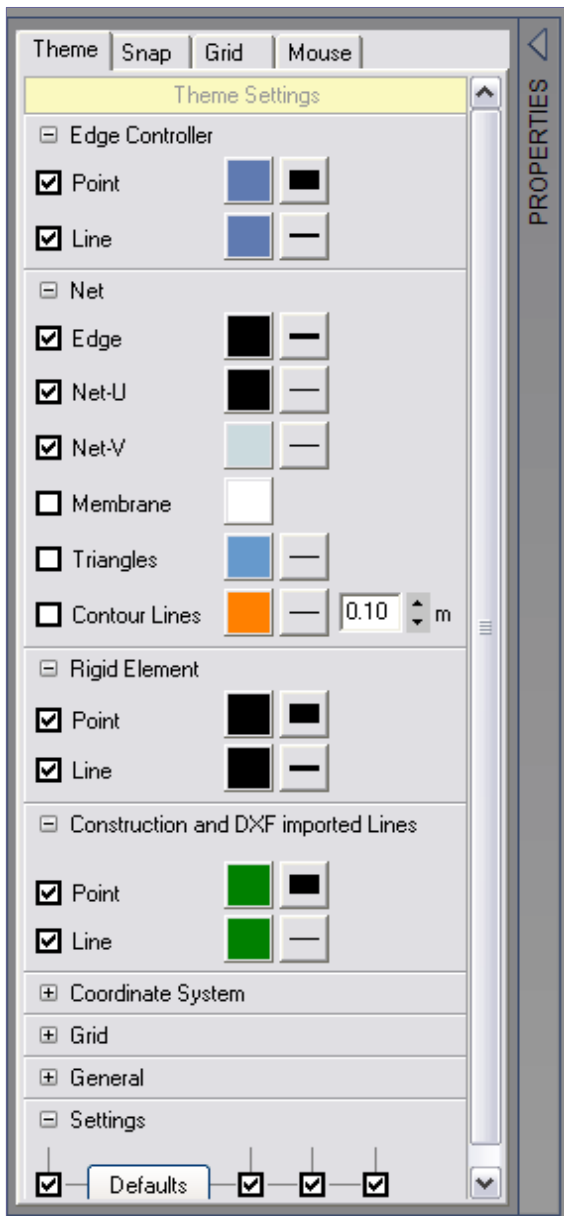 Theme Snap Grid Mouse
PROPERTIES
Theme Settings
Edge Controller
Point
Line
Net
Edge
Net-U
Net-V
Membrane
Triangles
Contour Lines 0.10 m
Rigid Element
Point
Line
Construction and DXF imported Lines
Point
Line
Coordinate System
Grid
General
Settings
Defaults